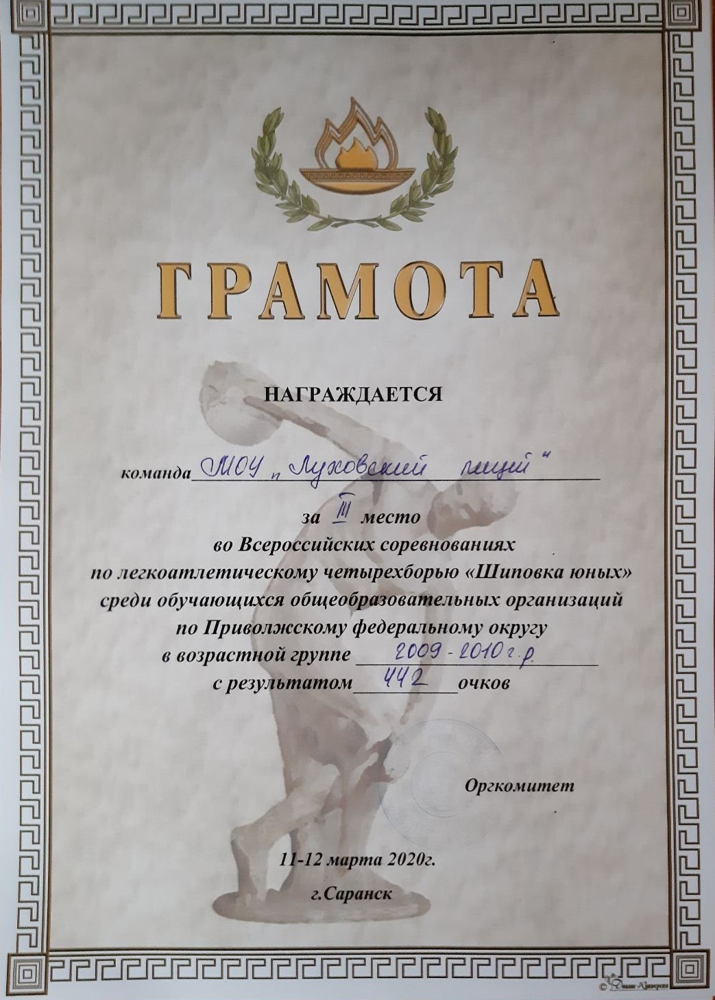 ГРАМОТА
НАГРАЖДАЕТСЯ
команда МОУ „Луховский лицей"
за III место
во Всероссийских соревнованиях
по легкоатлетическому четырехборью «Шиповка юных»
среди обучающихся общеобразовательных организаций
по Приволжскому федеральному округу
в возрастной группе 2009-2010г.р.
с результатом 442 очков
Оргкомитет
11-12 марта 2020г.
г.Саранск